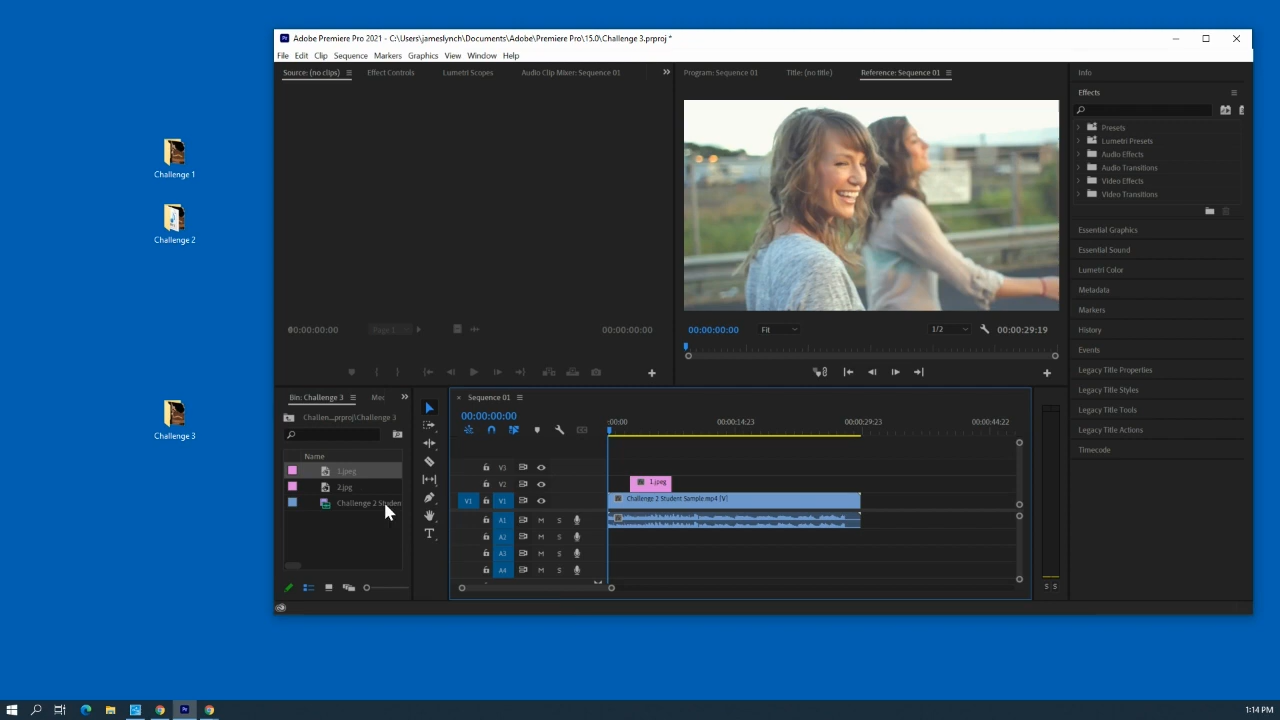 Adobe Premiere Pro 2021 - C:\Users\jameslynch\Documents\Adobe\Premiere Pro\15.0\Challenge 3.prproj *
File Edit Clip Sequence Markers Graphics View Window Help
Source: (no clips) Effect Controls Lumetri Scopes Audio Clip Mixer: Sequence 01
Program: Sequence 01 Title: (no title) Reference: Sequence 01
Info
Effects
Presets
Lumetri Presets
Audio Effects
Audio Transitions
Video Effects
Video Transitions
Essential Graphics
Essential Sound
Lumetri Color
Metadata
Markers
History
Events
Legacy Title Properties
Legacy Title Styles
Legacy Title Tools
Legacy Title Actions
Timecode
Challenge 1
Challenge 2
Challenge 3
00:00:00:00 Page 1 00:00:00:00
00:00:00:00 Fit 1/2 00:00:29:19
Bin: Challenge 3 Mec
Challen...prproj\Challenge 3
Name
1.jpeg
2.jpg
Challenge 2 Studen
Sequence 01
00:00:00:00
:00:00 00:00:14:23 00:00:29:23 00:00:44:22
V3
V2 1.jpeg
V1 V1 Challenge 2 Student Sample.mp4 [V]
A1 M S
A2 M S
A3 M S
A4 M S
S S
1:14 PM